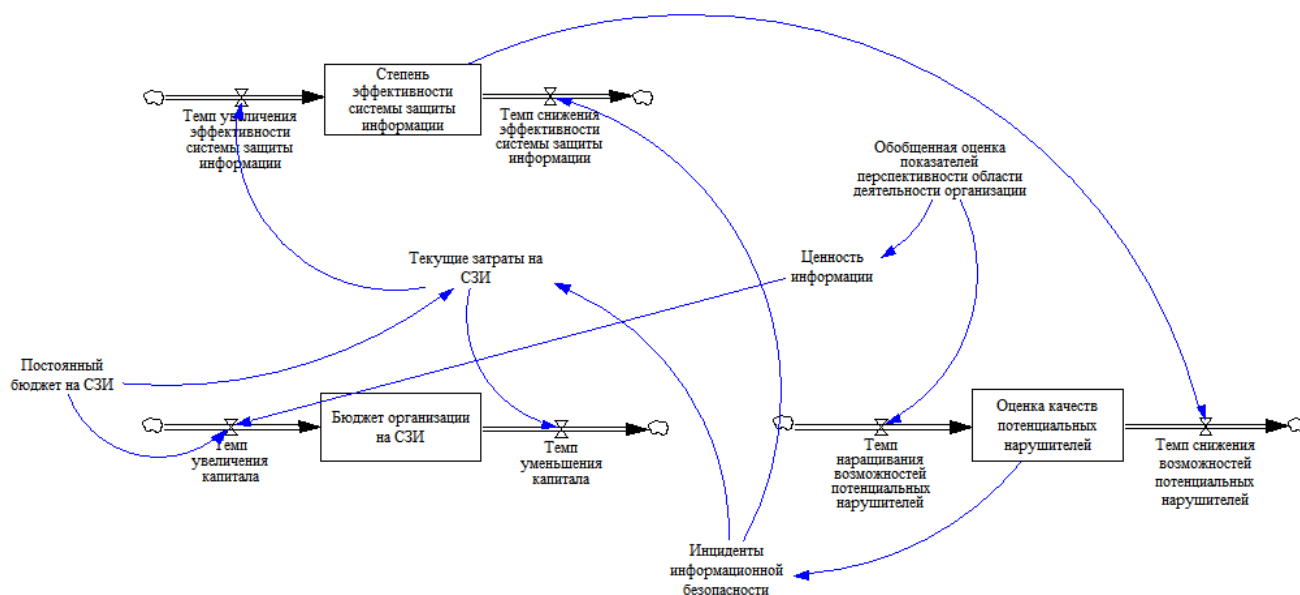 Степень
эффективности
системы защиты
информации
Темп увеличения
эффективности
системы защиты
информации
Темп снижения
эффективности
системы защиты
информации
Обобщенная оценка
показателей
перспективности области
деятельности организации
Текущие затраты на
СЗИ
Ценность
информации
Постоянный
бюджет на СЗИ
Бюджет организации
на СЗИ
Темп
увеличения
капитала
Темп
уменьшения
капитала
Оценка качеств
потенциальных
нарушителей
Темп
наращивания
возможностей
потенциальных
нарушителей
Темп снижения
возможностей
потенциальных
нарушителей
Инциденты
информационной
безопасности